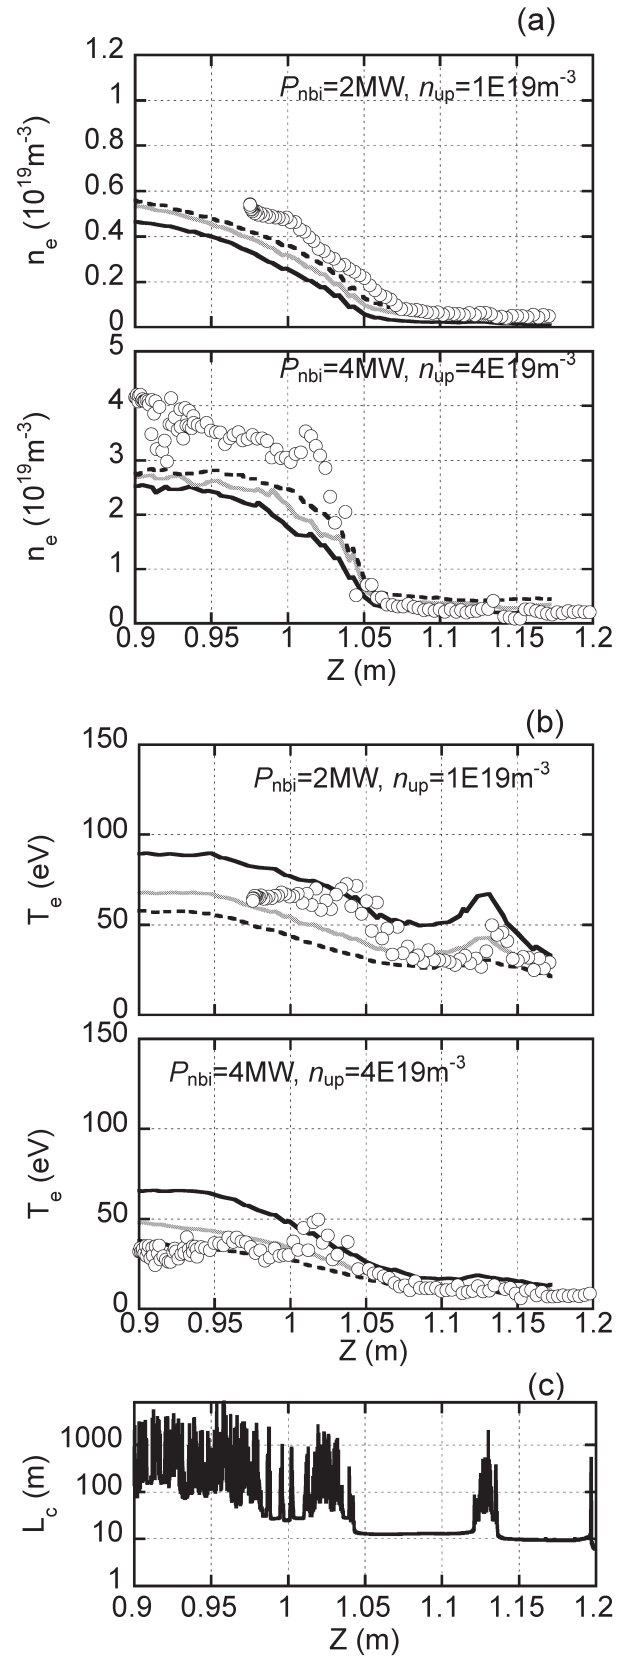 (a)
1.2
1
0.8
0.6
0.4
0.2
0
n_e (10^19 m^-3)
P_nbi=2MW, n_up=1E19m^-3
5
4
3
2
1
0
n_e (10^19 m^-3)
P_nbi=4MW, n_up=4E19m^-3
0.9 0.95 1 1.05 1.1 1.15 1.2
Z (m)
(b)
150
100
50
0
T_e (eV)
P_nbi=2MW, n_up=1E19m^-3
150
100
50
0
T_e (eV)
P_nbi=4MW, n_up=4E19m^-3
0.9 0.95 1 1.05 1.1 1.15 1.2
Z (m)
(c)
1000
100
10
1
L_c (m)
0.9 0.95 1 1.05 1.1 1.15 1.2
Z (m)